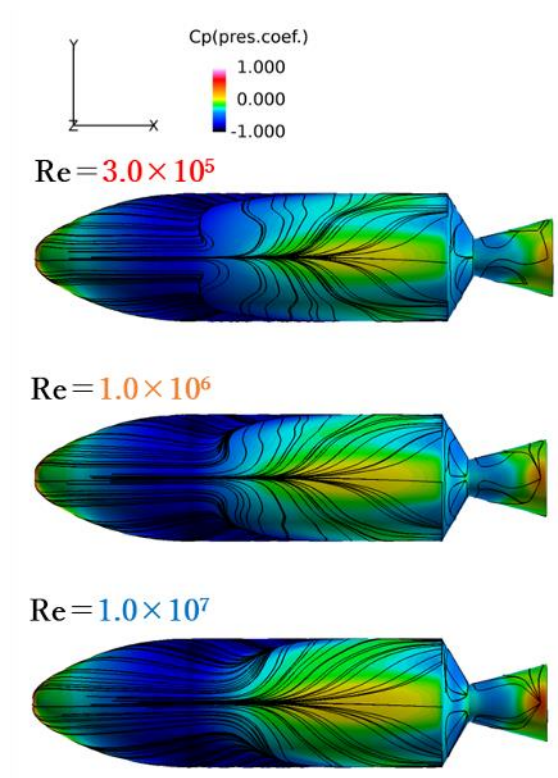 Cp(pres.coef.)
Y
1.000
0.000
Z
X
-1.000
Re=3.0×10⁵
Re=1.0×10⁶
Re=1.0×10⁷